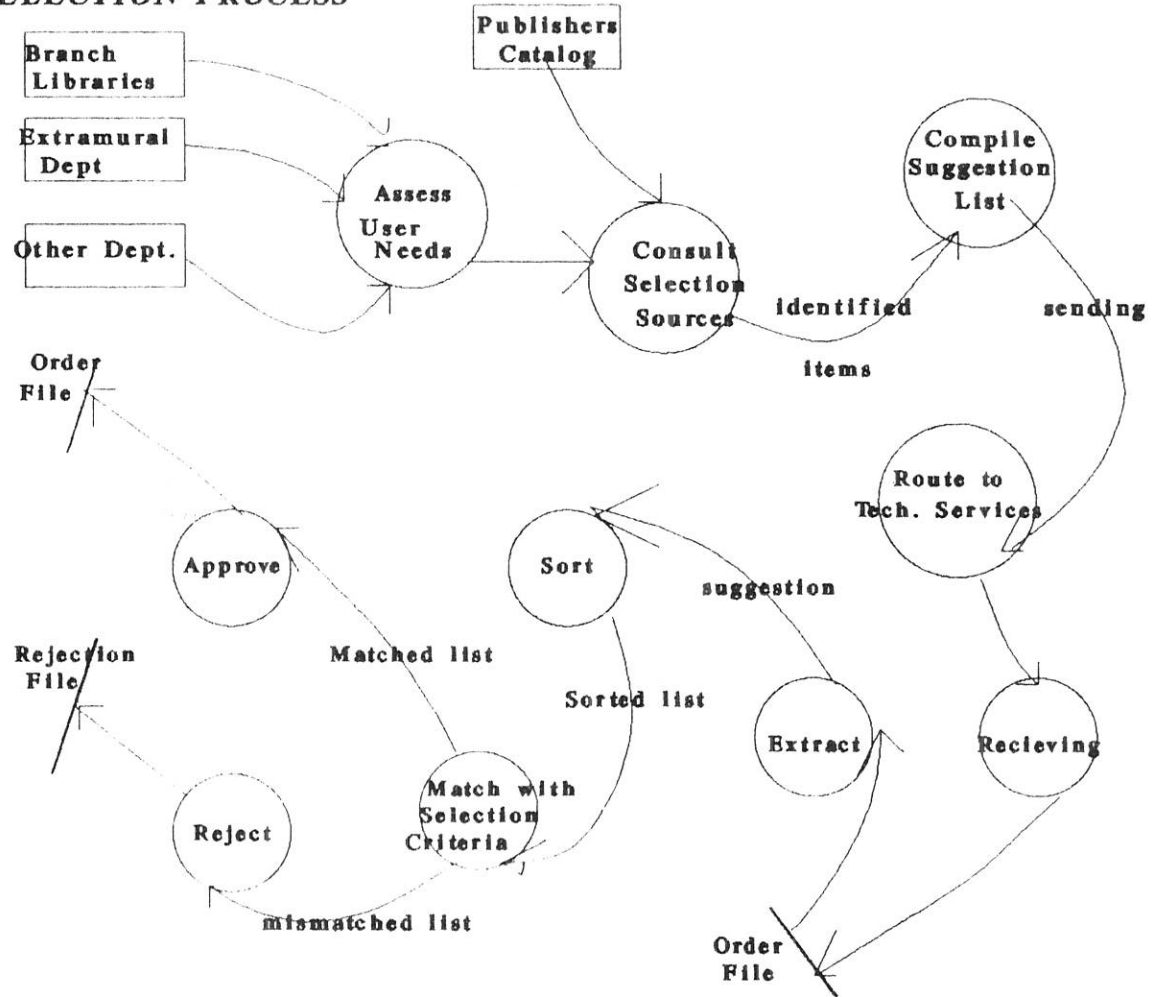 SELECTION PROCESS
Branch
Libraries
Publishers
Catalog
Extramural
Dept
Other Dept.
Assess
User
Needs
Consult
Selection
Sources
Compile
Suggestion
List
identified
items
sending
Order
File
Route to
Tech. Services
Approve
Sort
suggestion
Rejection
File
Matched list
Sorted list
Extract
Recieving
Reject
Match with
Selection
Criteria
mismatched list
Order
File